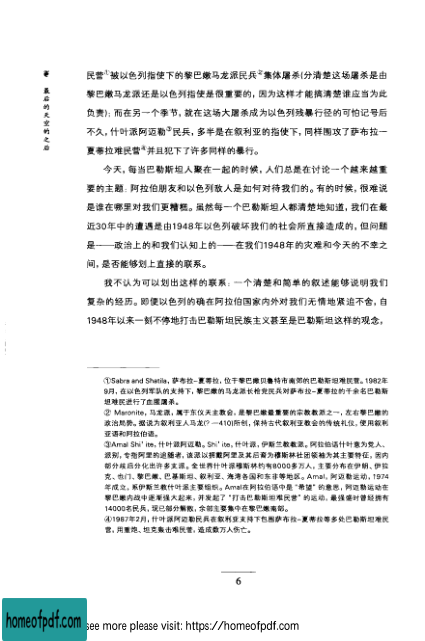 最后的天空之后
民营①被以色列指使下的黎巴嫩马龙派民兵②集体屠杀(分清楚这场屠杀是由
黎巴嫩马龙派还是以色列指使是很重要的，因为这样才能搞清楚谁应当为此
负责)；而在另一个季节，就在这场大屠杀成为以色列残暴行径的可怕记号后
不久，什叶派阿迈勒③民兵，多半是在叙利亚的指使下，同样围攻了萨布拉—
夏蒂拉难民营④并且犯下了许多同样的暴行。
今天，每当巴勒斯坦人聚在一起的时候，人们总是在讨论一个越来越重
要的主题：阿拉伯朋友和以色列敌人是如何对待我们的。有的时候，很难说
是谁在哪里对我们更糟糕。虽然每一个巴勒斯坦人都清楚地知道，我们在最
近30年中的遭遇是由1948年以色列破坏我们的社会所直接造成的，但问题
是——政治上的和我们认知上的——在我们1948年的灾难和今天的不幸之
间，是否能够划上直接的联系。
我不认为可以划出这样的联系：一个清楚和简单的叙述能够说明我们
复杂的经历。即便以色列的确在阿拉伯国家内外对我们无情地紧追不舍，自
1948年以来一刻不停地打击巴勒斯坦民族主义甚至是巴勒斯坦这样的观念，
①Sabra and Shatila，萨布拉—夏蒂拉，位于黎巴嫩贝鲁特市南郊的巴勒斯坦难民营。1982年
9月，在以色列军队的支持下，黎巴嫩的马龙派长枪党民兵对萨布拉—夏蒂拉的千余名巴勒斯
坦难民进行了血腥屠杀。
② Maronite，马龙派，属于东仪天主教会，是黎巴嫩最重要的宗教教派之一，左右黎巴嫩的
政治局势。据说为叙利亚人马龙(?—410)所创，保持古代叙利亚教会的传统礼仪，使用叙利
亚语和阿拉伯语。
③Amal Shi'ite，什叶派阿迈勒。Shi'ite，什叶派，伊斯兰教教派。阿拉伯语什叶意为党人、
派别，专指阿里的追随者，该派以拥戴阿里及其后裔为穆斯林社团领袖为其主要特征，因内
部分歧后分化出许多支派。全世界什叶派穆斯林约有8000多万人，主要分布在伊朗、伊拉
克、也门、黎巴嫩、巴基斯坦、叙利亚、海湾各国和东非等地区。Amal，阿迈勒运动，1974
年成立，系伊斯兰教什叶派主要组织。Amal在阿拉伯语中是“希望”的意思，阿迈勒运动在
黎巴嫩内战中逐渐强大起来，并发起了“打击巴勒斯坦难民营”的运动，最强盛时曾经拥有
14000名民兵，现已部分解散，余部主要集中在黎巴嫩南部。
④1987年2月，什叶派阿迈勒民兵在叙利亚支持下包围萨布拉—夏蒂拉等多处巴勒斯坦难民
营，用重炮、坦克轰击难民营，造成数万人伤亡。
6
homeofpdf.com
see more please visit: https://homeofpdf.com